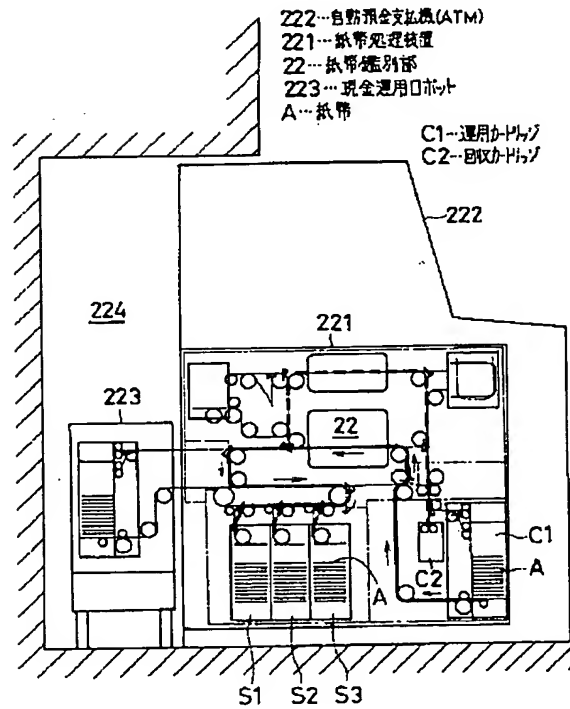 222…自動預金支払機(ATM)
221…紙幣処理装置
22…紙幣鑑別部
223…現金運用ロボット
A…紙幣
C1…運用カートリッジ
C2…回収カートリッジ
222
224
221
223
22
C1
C2
A
A
S1 S2 S3